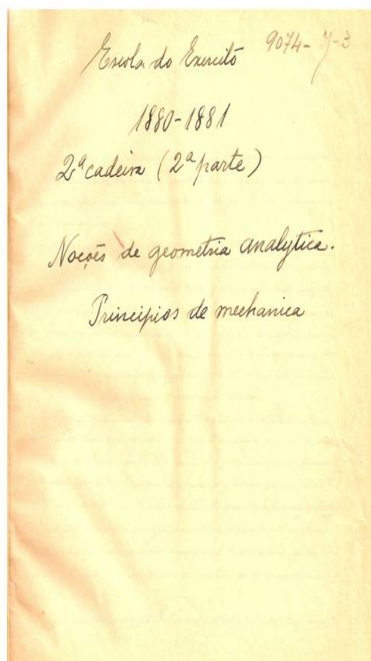 Escola do Exercito 9074-7-3
1880-1881
2ª cadeira (2ª parte)
Noções de geometria analytica.
Principios de mechanica